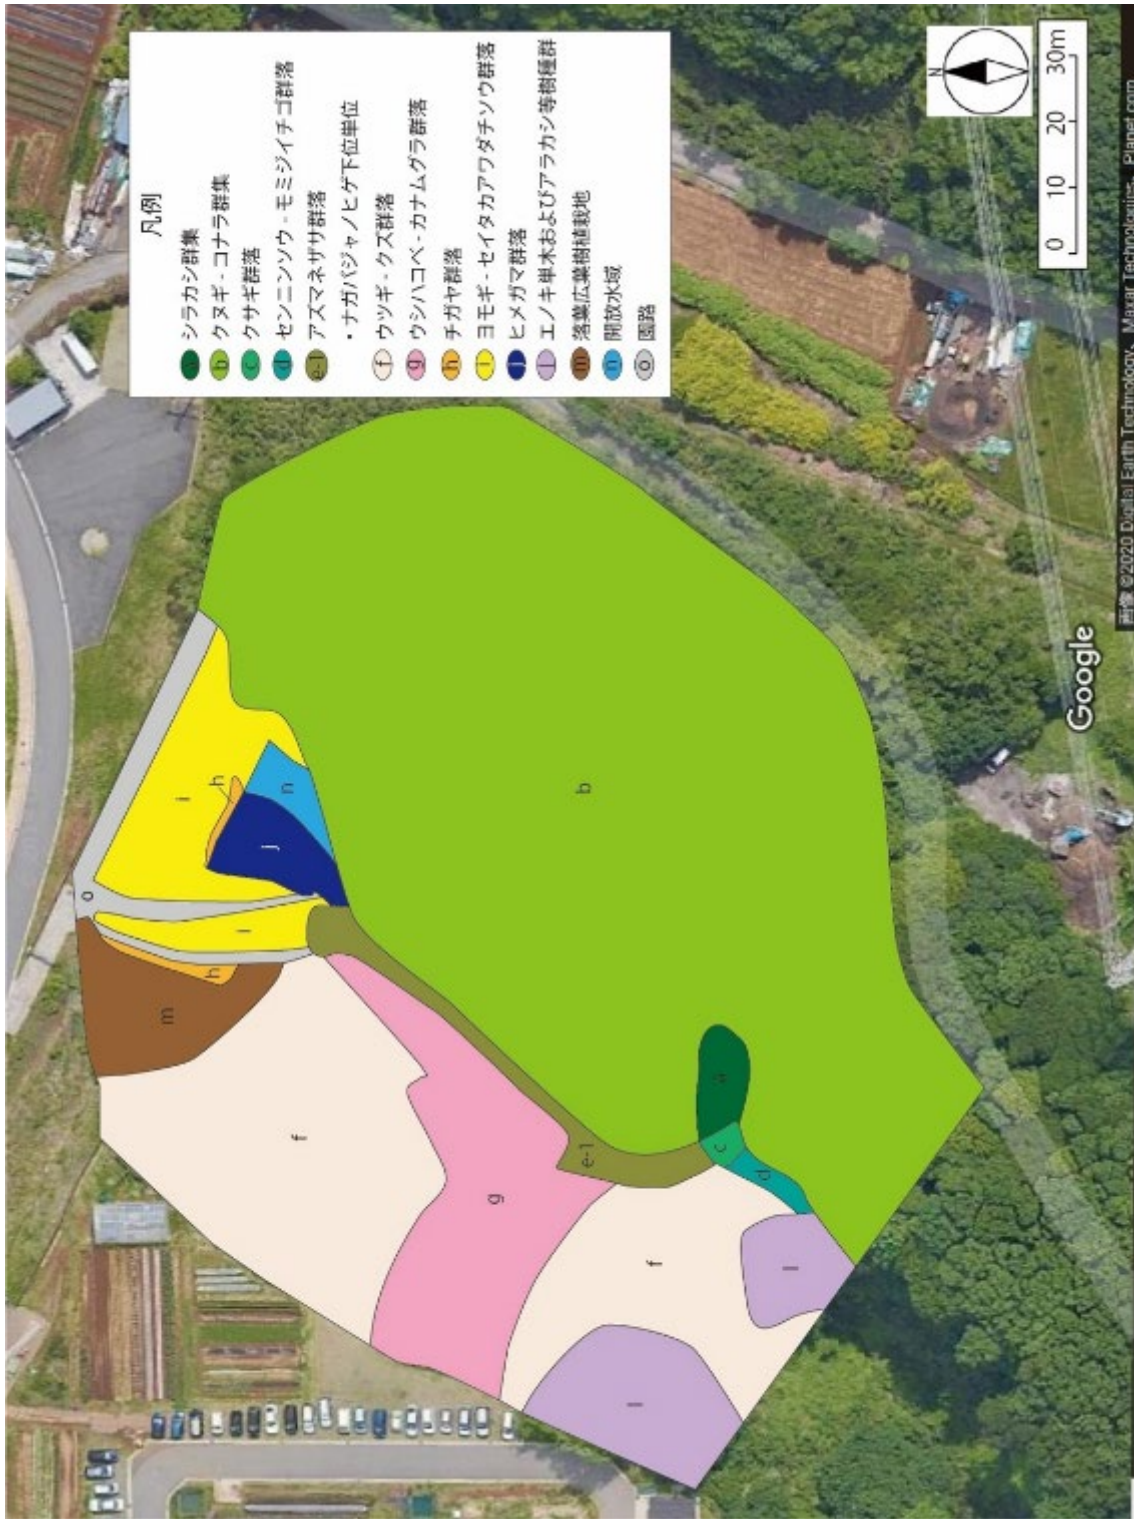 凡例
a シラカシ群集
b クヌギ - コナラ群集
c クサギ群落
d センニンソウ - モミジイチゴ群落
e-1 アズマネザサ群落
・ナガバジャノヒゲ下位単位
f ウツギ - クズ群落
g ウシハコベ - カナムグラ群落
h チガヤ群落
i ヨモギ - セイタカアワダチソウ群落
j ヒメガマ群落
l エノキ単木およびアラカシ等樹種群
m 落葉広葉樹植栽地
n 開放水域
o 園路
N
0 10 20 30m
o
i
h
n
j
i
h
m
f
b
g
e-1
a
c
d
f
l
l
Google
画像 ©2020 Digital Earth Technology、Maxar Technologies、Planet.com